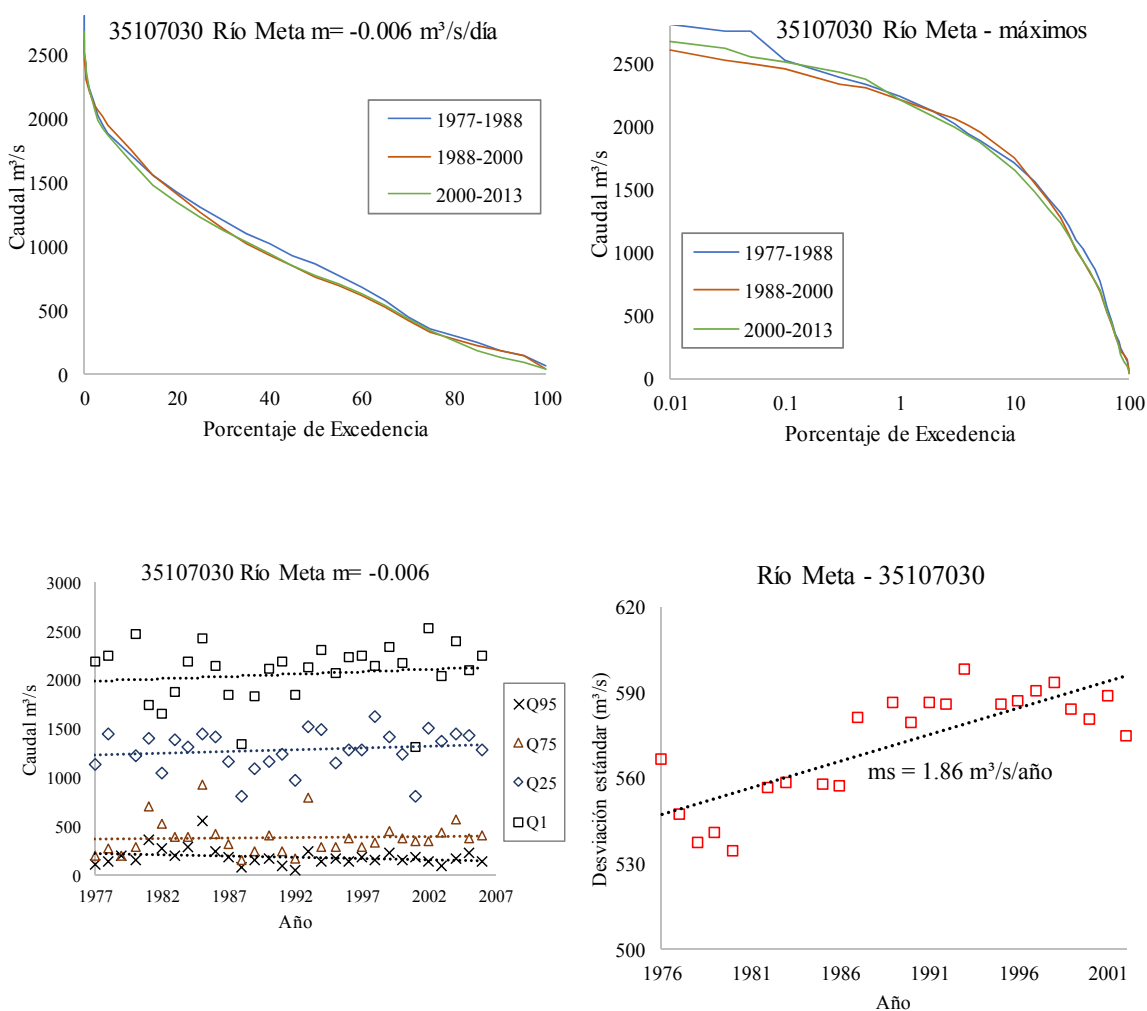 35107030 Río Meta m= -0.006 m³/s/día
2500
2000
1500
1000
500
0
Caudal m³/s
1977-1988
1988-2000
2000-2013
0 20 40 60 80 100
Porcentaje de Excedencia
35107030 Río Meta - máximos
2500
2000
1500
1000
500
0
Caudal m³/s
1977-1988
1988-2000
2000-2013
0.01 0.1 1 10 100
Porcentaje de Excedencia
35107030 Río Meta m= -0.006
3000
2500
2000
1500
1000
500
0
Caudal m³/s
Q95
Q75
Q25
Q1
1977 1982 1987 1992 1997 2002 2007
Año
Río Meta - 35107030
620
590
560
530
500
Desviación estándar (m³/s)
ms = 1.86 m³/s/año
1976 1981 1986 1991 1996 2001
Año